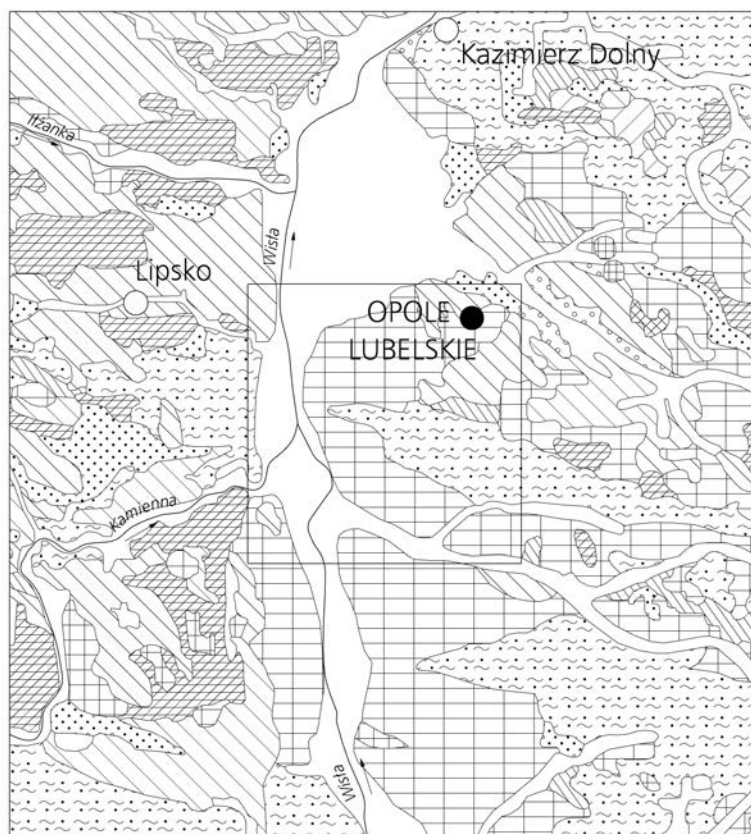 Kazimierz Dolny
Iłżanka
Wisła
Lipsko
OPOLE
LUBELSKIE
Kamienna
Wisła